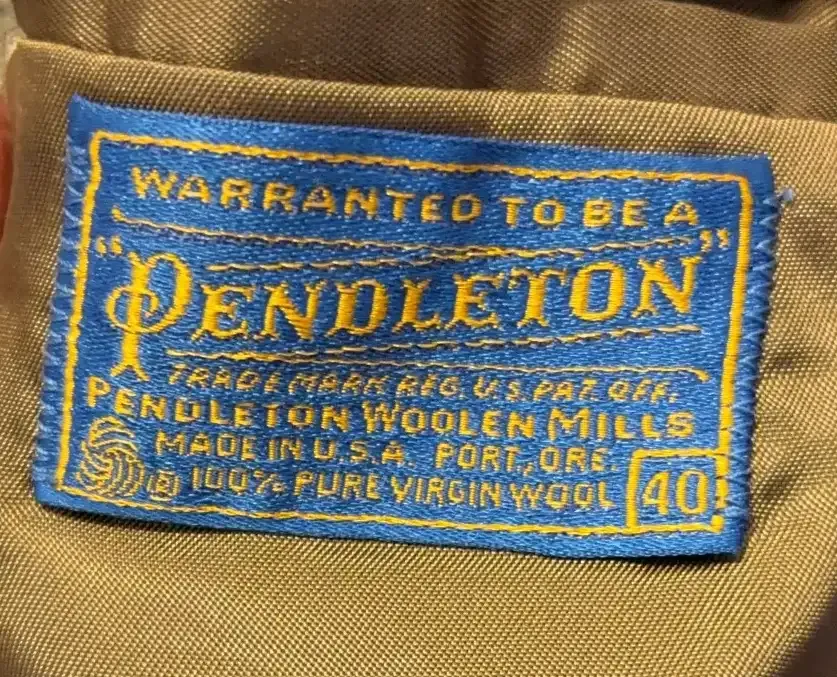 WARRANTED TO BE A
"PENDLETON"
TRADE MARK REG. U.S. PAT. OFF.
PENDLETON WOOLEN MILLS
MADE IN U.S.A. PORT., ORE.
® 100% PURE VIRGIN WOOL 40